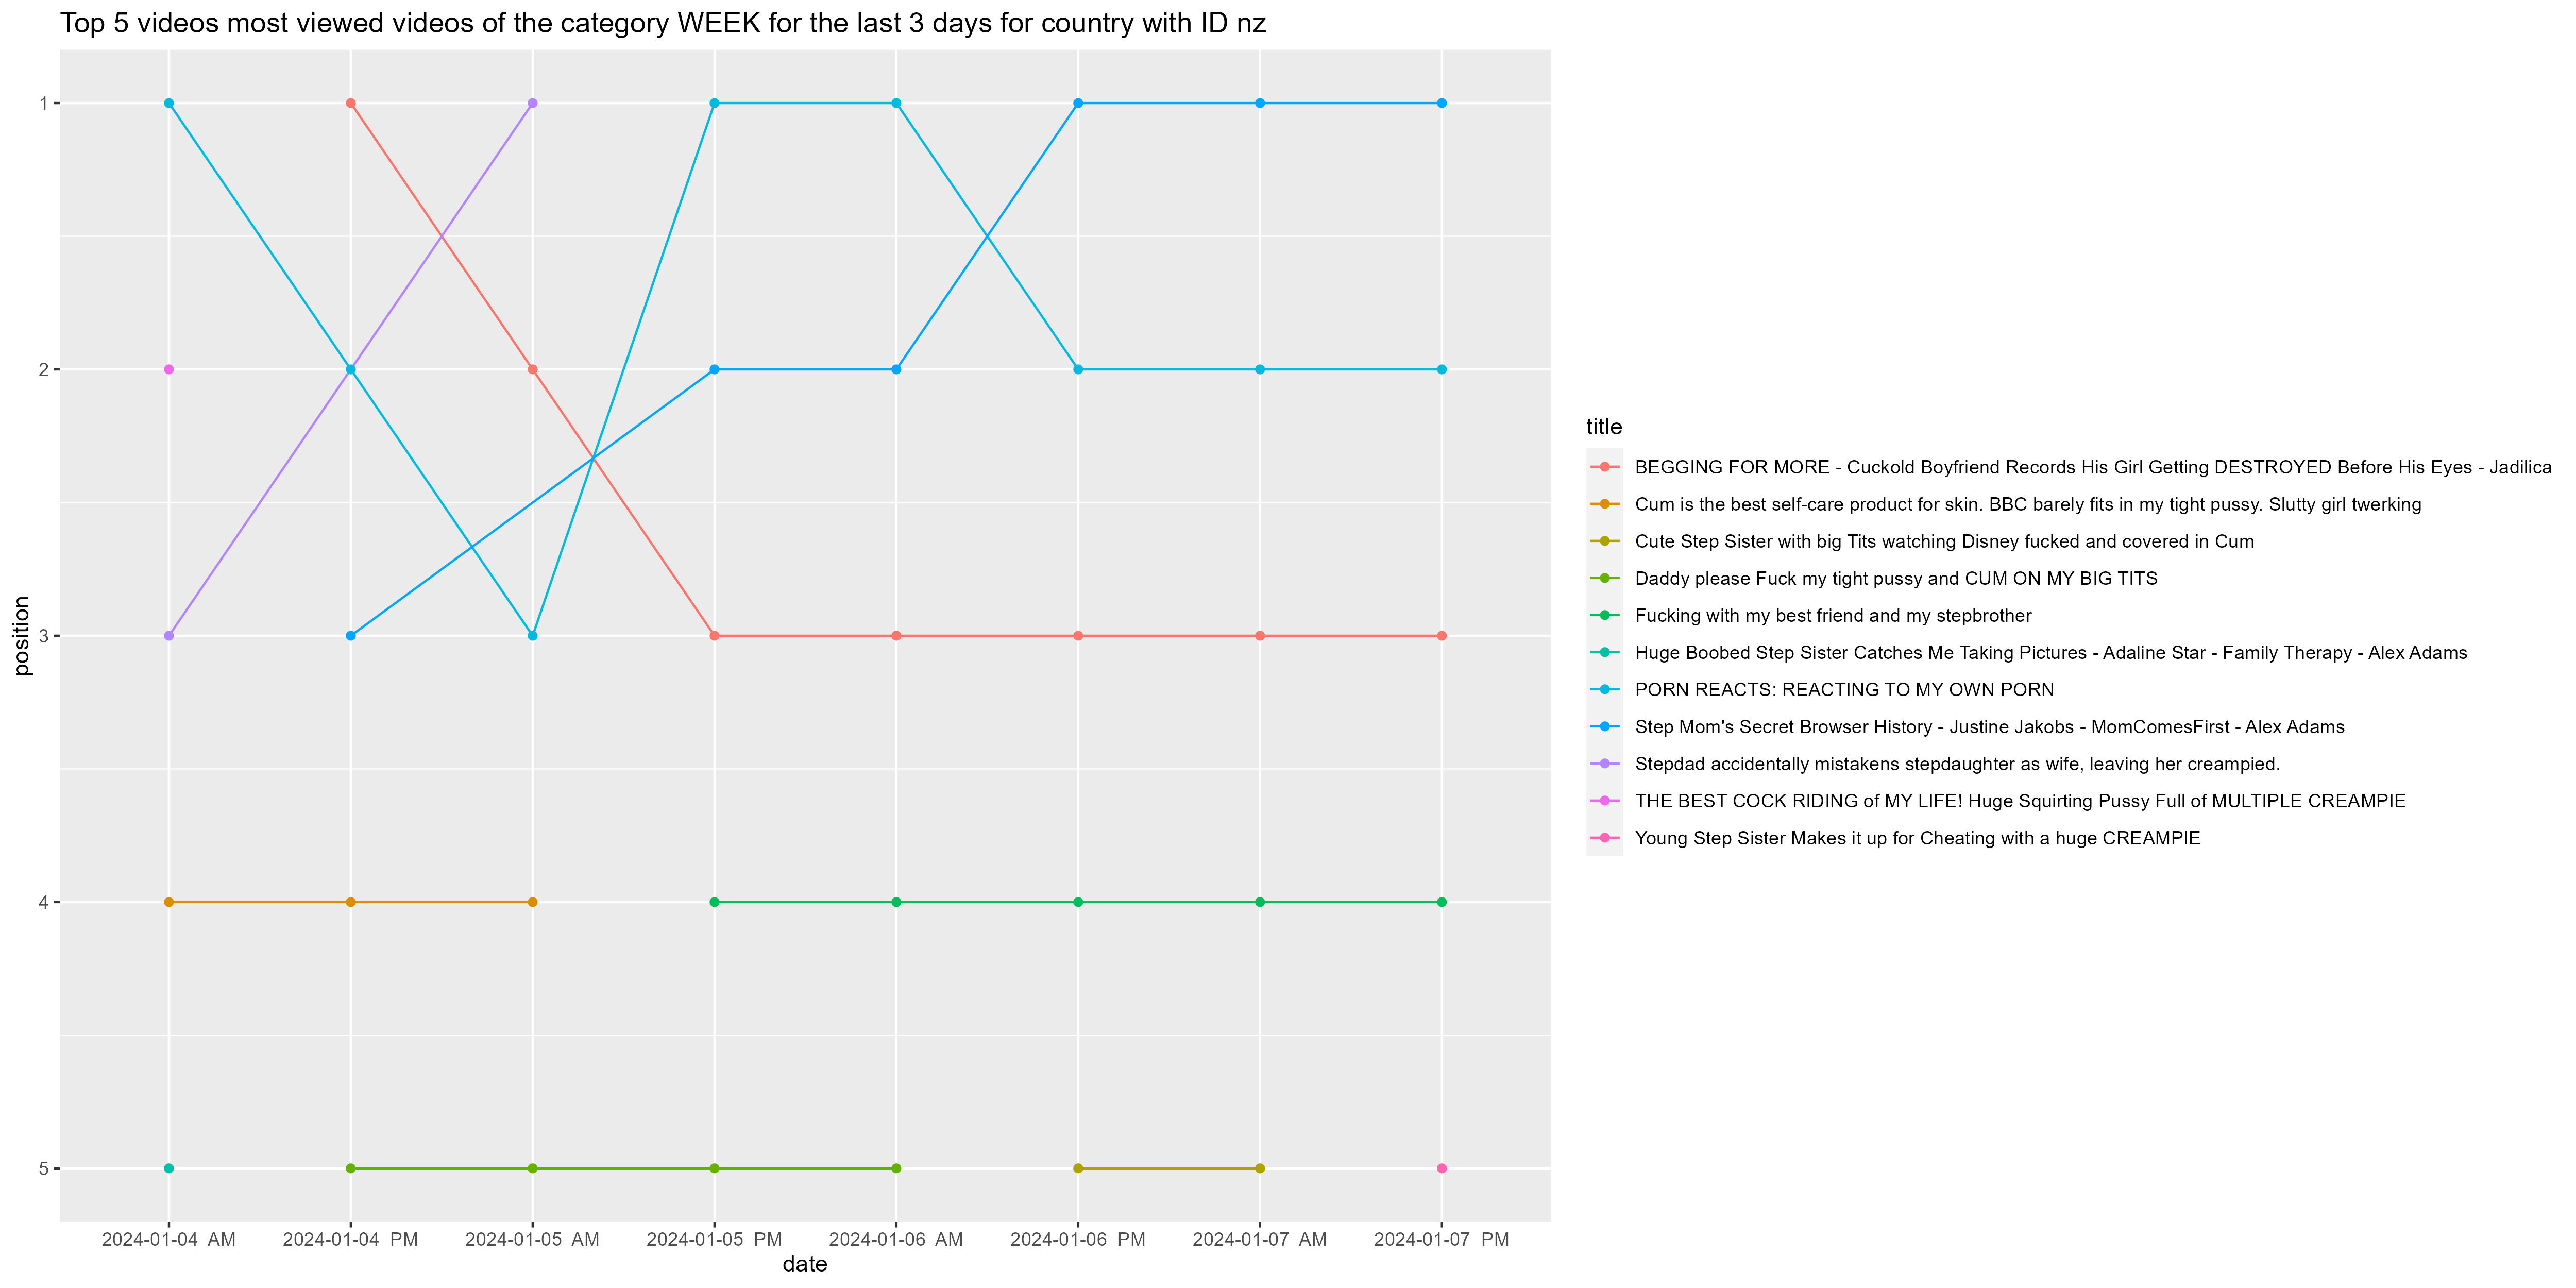 Top 5 videos most viewed videos of the category WEEK for the last 3 days for country with ID nz
position
1
2
3
4
5
2024-01-04 AM
2024-01-04 PM
2024-01-05 AM
2024-01-05 PM
2024-01-06 AM
2024-01-06 PM
2024-01-07 AM
2024-01-07 PM
date
title
BEGGING FOR MORE - Cuckold Boyfriend Records His Girl Getting DESTROYED Before His Eyes - Jadilica
Cum is the best self-care product for skin. BBC barely fits in my tight pussy. Slutty girl twerking
Cute Step Sister with big Tits watching Disney fucked and covered in Cum
Daddy please Fuck my tight pussy and CUM ON MY BIG TITS
Fucking with my best friend and my stepbrother
Huge Boobed Step Sister Catches Me Taking Pictures - Adaline Star - Family Therapy - Alex Adams
PORN REACTS: REACTING TO MY OWN PORN
Step Mom's Secret Browser History - Justine Jakobs - MomComesFirst - Alex Adams
Stepdad accidentally mistakens stepdaughter as wife, leaving her creampied.
THE BEST COCK RIDING of MY LIFE! Huge Squirting Pussy Full of MULTIPLE CREAMPIE
Young Step Sister Makes it up for Cheating with a huge CREAMPIE